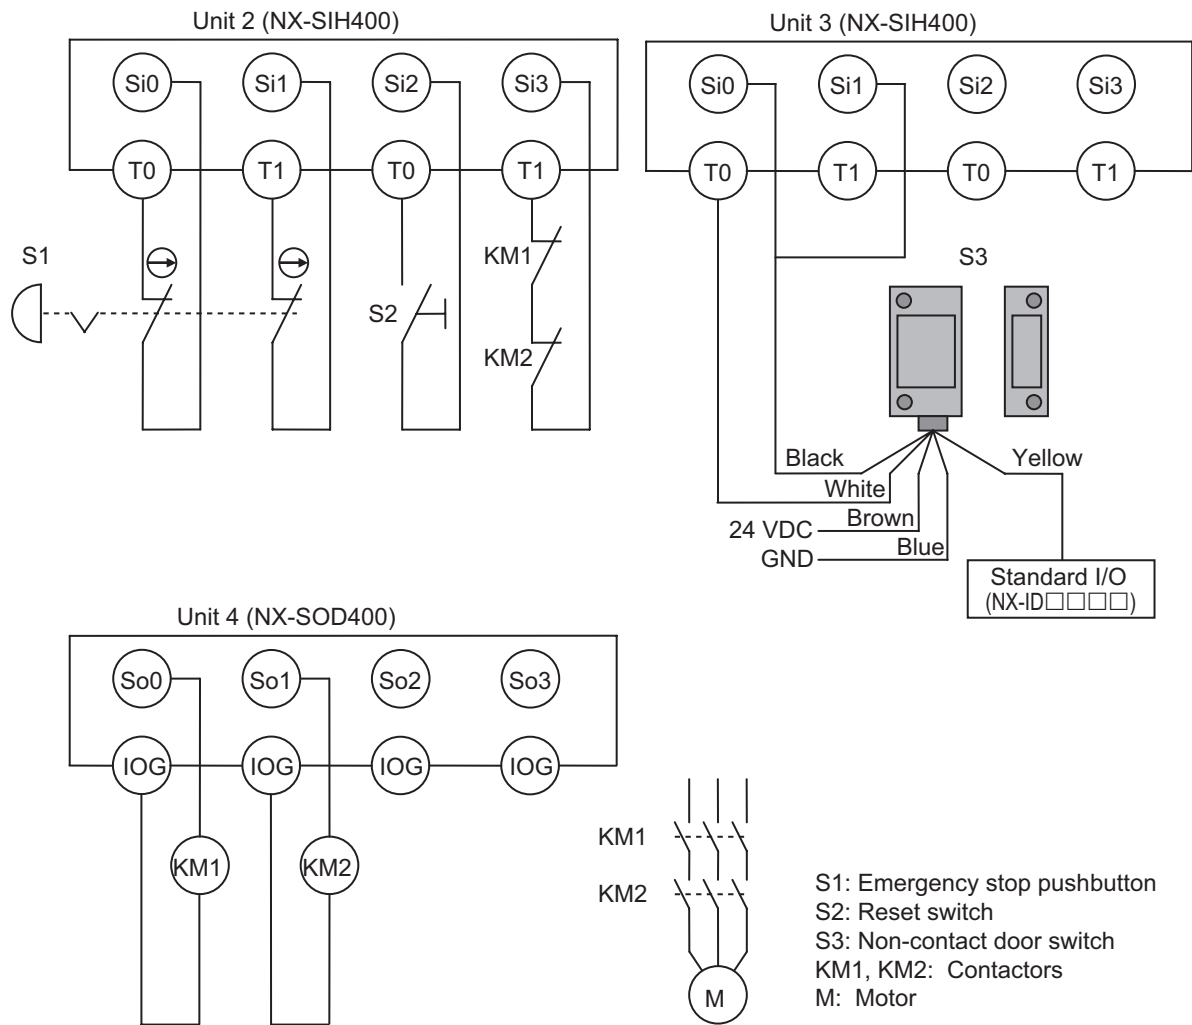 Unit 2 (NX-SIH400)
Si0 Si1 Si2 Si3
T0 T1 T0 T1
S1
S2
KM1
KM2
Unit 3 (NX-SIH400)
Si0 Si1 Si2 Si3
T0 T1 T0 T1
S3
Black
White
Brown
Blue
Yellow
24 VDC
GND
Standard I/O
(NX-ID□□□□)
Unit 4 (NX-SOD400)
So0 So1 So2 So3
IOG IOG IOG IOG
KM1 KM2
KM1
KM2
M
S1: Emergency stop pushbutton
S2: Reset switch
S3: Non-contact door switch
KM1, KM2: Contactors
M: Motor